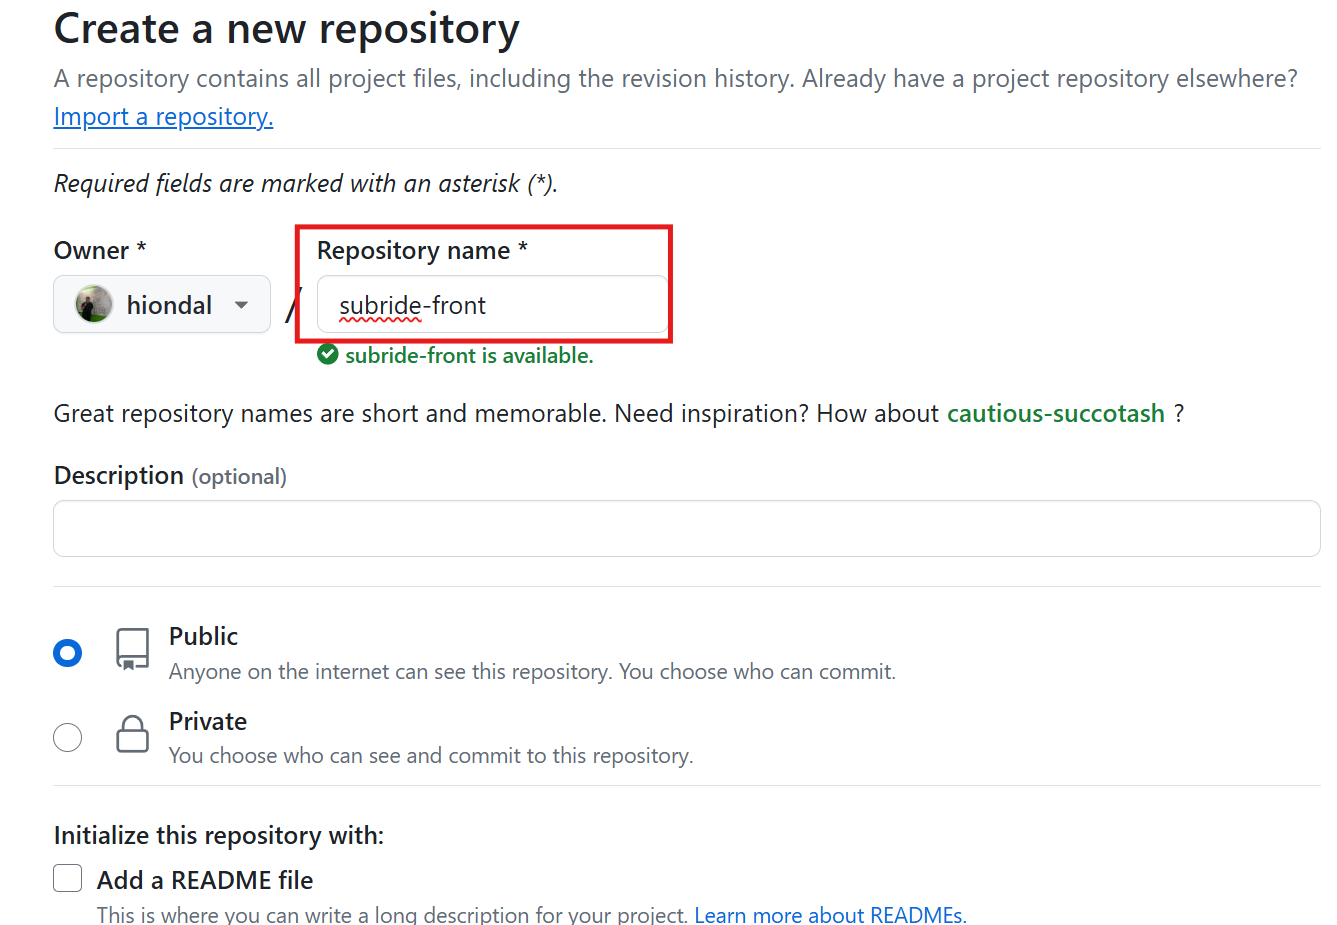 Create a new repository
A repository contains all project files, including the revision history. Already have a project repository elsewhere?
Import a repository.
Required fields are marked with an asterisk (*).
Owner *
Repository name *
hiondal
/
subride-front
subride-front is available.
Great repository names are short and memorable. Need inspiration? How about cautious-succotash ?
Description (optional)
Public
Anyone on the internet can see this repository. You choose who can commit.
Private
You choose who can see and commit to this repository.
Initialize this repository with:
Add a README file
This is where you can write a long description for your project. Learn more about READMEs.